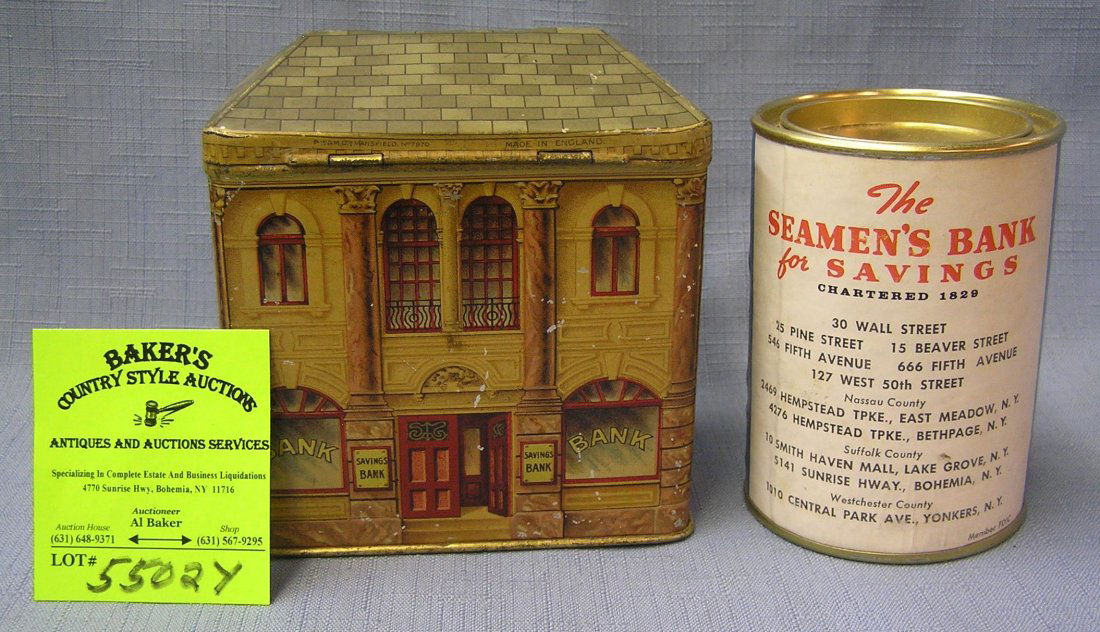 MADE IN ENGLAND
BANK
SAVINGS
BANK
SAVINGS
BANK
BANK
BAKER'S
COUNTRY STYLE AUCTIONS
ANTIQUES AND AUCTIONS SERVICES
Specializing In Complete Estate And Business Liquidations
4770 Sunrise Hwy, Bohemia, NY 11716
Auctioneer
Al Baker
Auction House
(631) 648-9371
Shop
(631) 567-9295
LOT# 5502Y
The
SEAMEN'S BANK
for SAVINGS
CHARTERED 1829
30 WALL STREET
25 PINE STREET 15 BEAVER STREET
546 FIFTH AVENUE 666 FIFTH AVENUE
127 WEST 50th STREET
Nassau County
2469 HEMPSTEAD TPKE., EAST MEADOW, N.Y.
4276 HEMPSTEAD TPKE., BETHPAGE, N.Y.
Suffolk County
10 SMITH HAVEN MALL, LAKE GROVE, N.Y.
5141 SUNRISE HWAY., BOHEMIA, N.Y.
Westchester County
1010 CENTRAL PARK AVE., YONKERS, N.Y.
Member FDIC